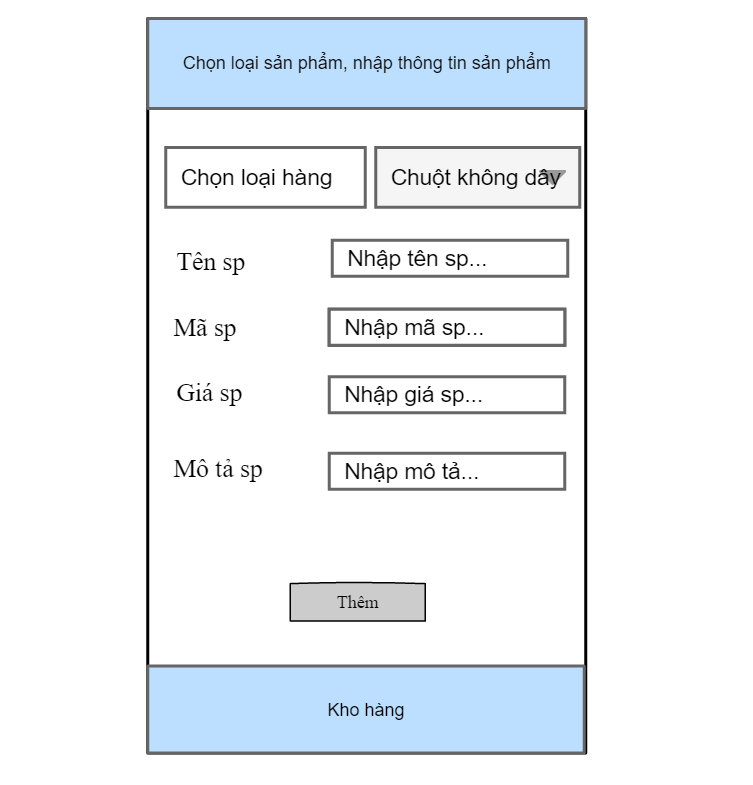 Chọn loại sản phẩm, nhập thông tin sản phẩm
Chọn loại hàng
Chuột không dây
Tên sp
Nhập tên sp...
Mã sp
Nhập mã sp...
Giá sp
Nhập giá sp...
Mô tả sp
Nhập mô tả...
Thêm
Kho hàng